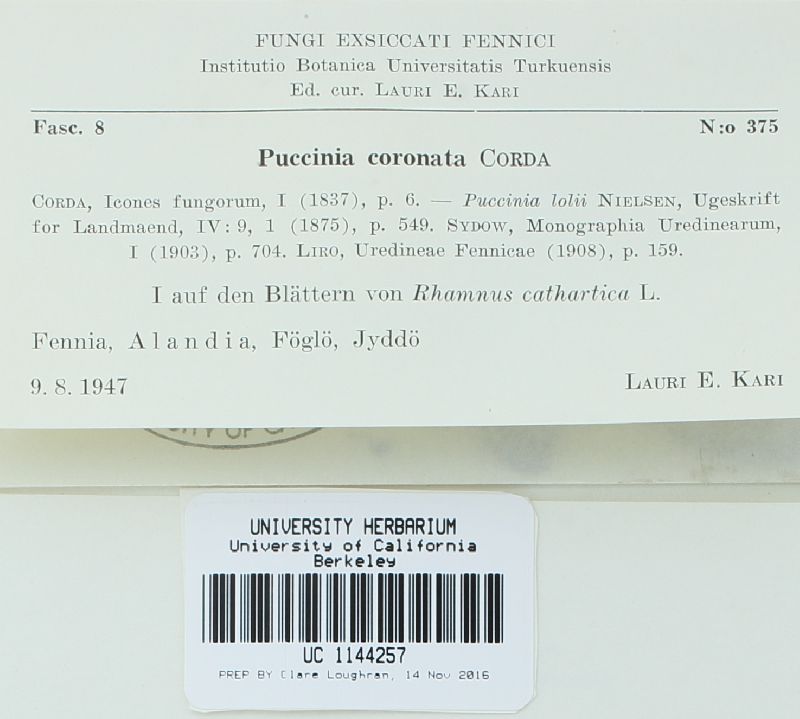 FUNGI EXSICCATI FENNICI
Institutio Botanica Universitatis Turkuensis
Ed. cur. LAURI E. KARI
Fasc. 8 N:o 375
Puccinia coronata CORDA
CORDA, Icones fungorum, I (1837), p. 6. — Puccinia lolii NIELSEN, Ugeskrift
for Landmaend, IV: 9, 1 (1875), p. 549. SYDOW, Monographia Uredinearum,
I (1903), p. 704. LIRO, Uredineae Fennicae (1908), p. 159.
I auf den Blättern von Rhamnus cathartica L.
Fennia, Alandia, Föglö, Jyddö
9. 8. 1947 LAURI E. KARI
UNIVERSITY HERBARIUM
University of California
Berkeley
UC 1144257
PREP BY Clare Loughran, 14 Nov 2016